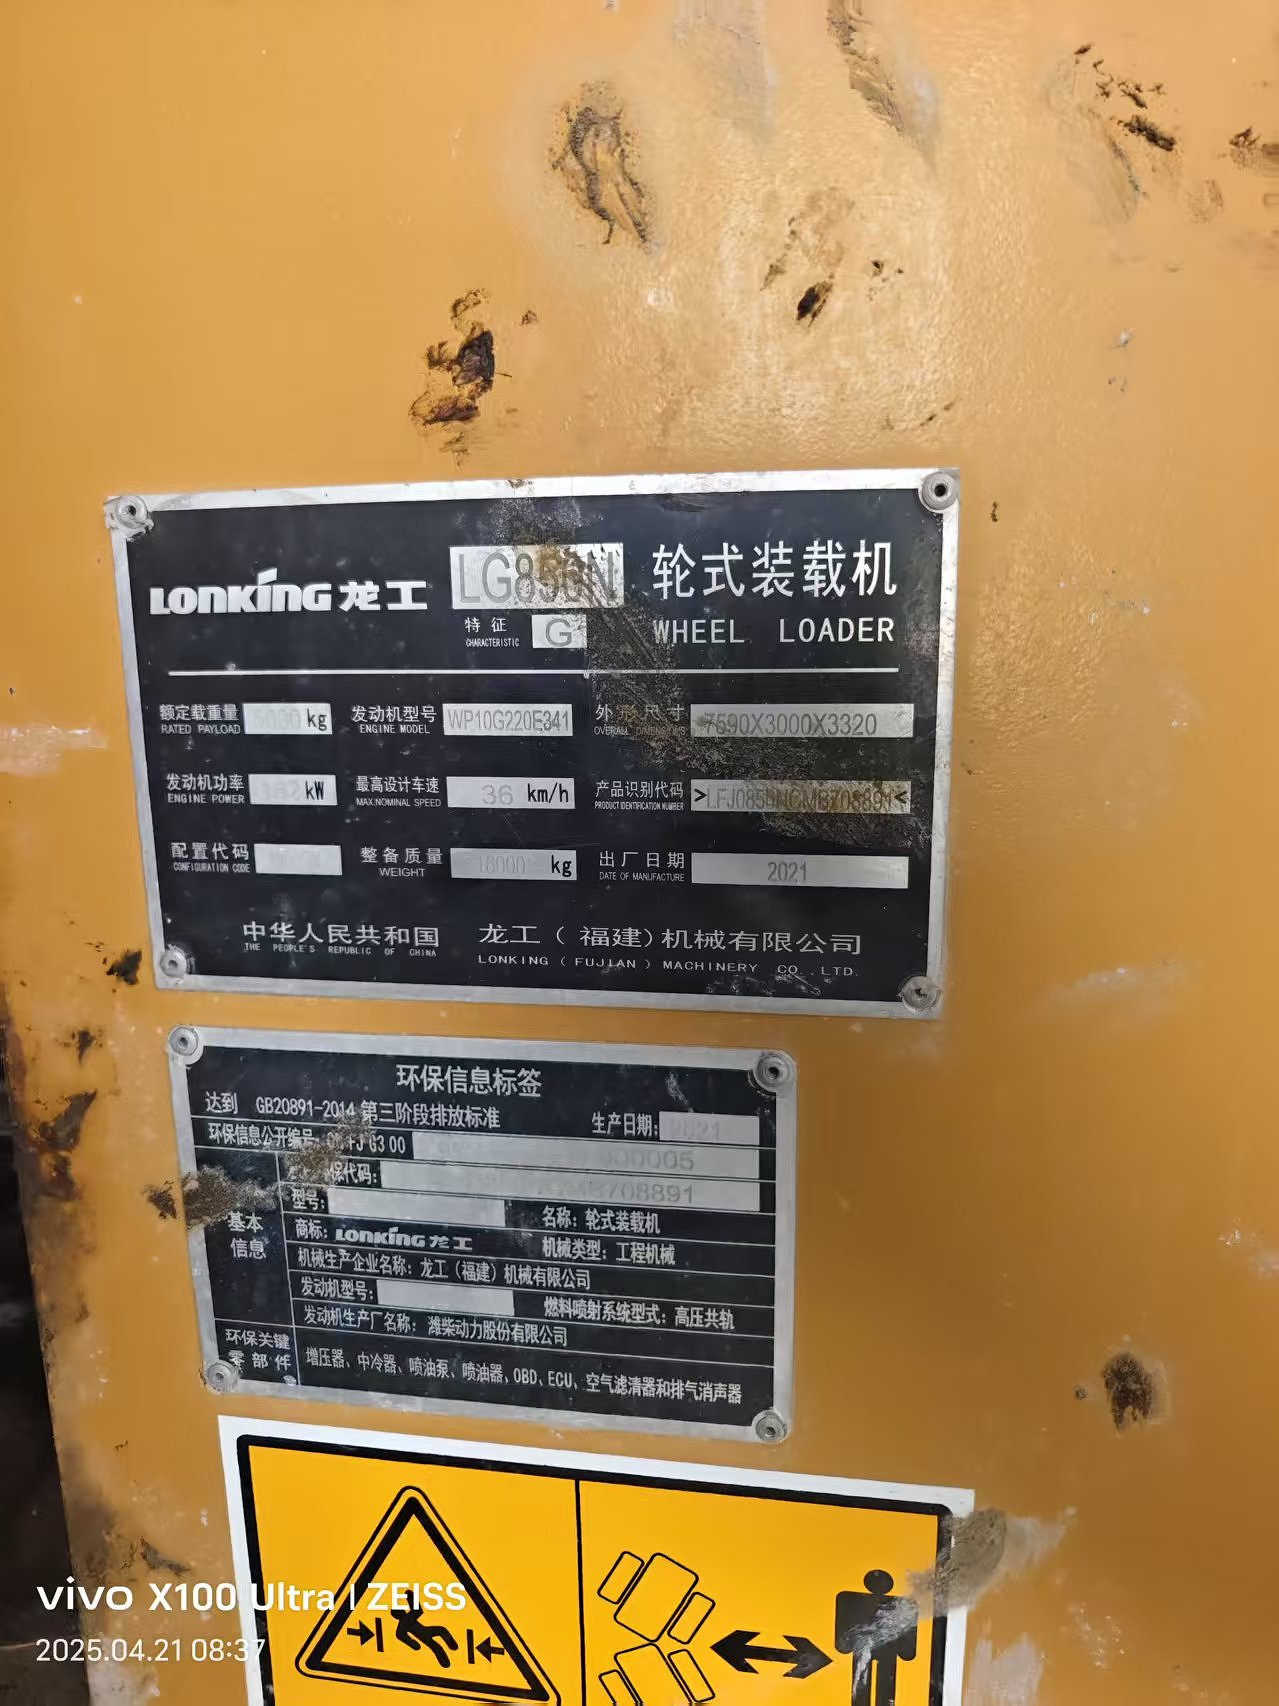 LONKING 龙工 LG856N 轮式装载机
特征 G WHEEL LOADER
CHARACTERISTIC
额定载重量 kg 发动机型号 WP10G220E341 外形尺寸 7590X3000X3320
RATED PAYLOAD ENGINE MODEL OVERALL DIMENSIONS
发动机功率 162 kW 最高设计车速 36 km/h 产品识别代码 >
ENGINE POWER MAX.NOMINAL SPEED PRODUCT IDENTIFICATION NUMBER
配置代码 整备质量 kg 出厂日期 2021
CONFIGURATION CODE WEIGHT DATE OF MANUFACTURE
中华人民共和国 龙工（福建）机械有限公司
THE PEOPLE'S REPUBLIC OF CHINA LONKING ( FUJIAN ) MACHINERY CO., LTD.
环保信息标签
达到 GB20891-2014 第三阶段排放标准 生产日期:
环保信息公开编号: G3 00 000005
保代码: MB708891
型号: 名称: 轮式装载机
基本信息
商标: LONKING 龙工 机械类型: 工程机械
机械生产企业名称: 龙工（福建）机械有限公司
发动机型号: 燃料喷射系统型式: 高压共轨
发动机生产厂名称: 潍柴动力股份有限公司
环保关键零部件 增压器、中冷器、喷油泵、喷油器、OBD、ECU、空气滤清器和排气消声器
vivo X100 Ultra | ZEISS
2025.04.21 08:37